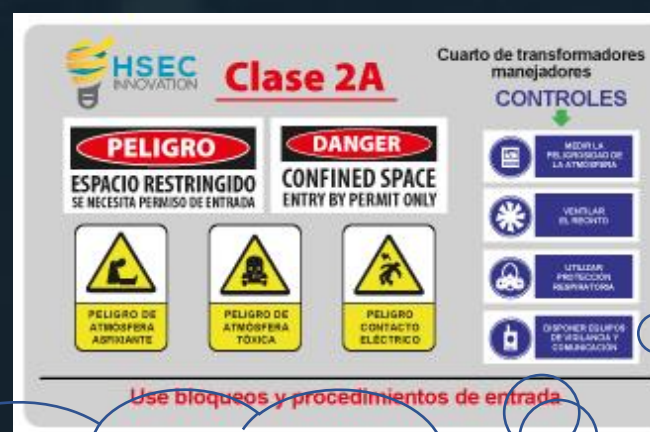 HSEC
INNOVATION
Clase 2A
Cuarto de transformadores
manejadores
CONTROLES
PELIGRO
ESPACIO RESTRINGIDO
SE NECESITA PERMISO DE ENTRADA
DANGER
CONFINED SPACE
ENTRY BY PERMIT ONLY
PELIGRO DE
ATMÓSFERA
ASFIXIANTE
PELIGRO DE
ATMÓSFERA
TÓXICA
PELIGRO
CONTACTO
ELÉCTRICO
MEDIR LA
PELIGROSIDAD DE
LA ATMÓSFERA
VENTILAR
EL RECINTO
UTILIZAR
PROTECCIÓN
RESPIRATORIA
DISPONER EQUIPOS
DE VIGILANCIA Y
COMUNICACIÓN
Use bloqueos y procedimientos de entrada